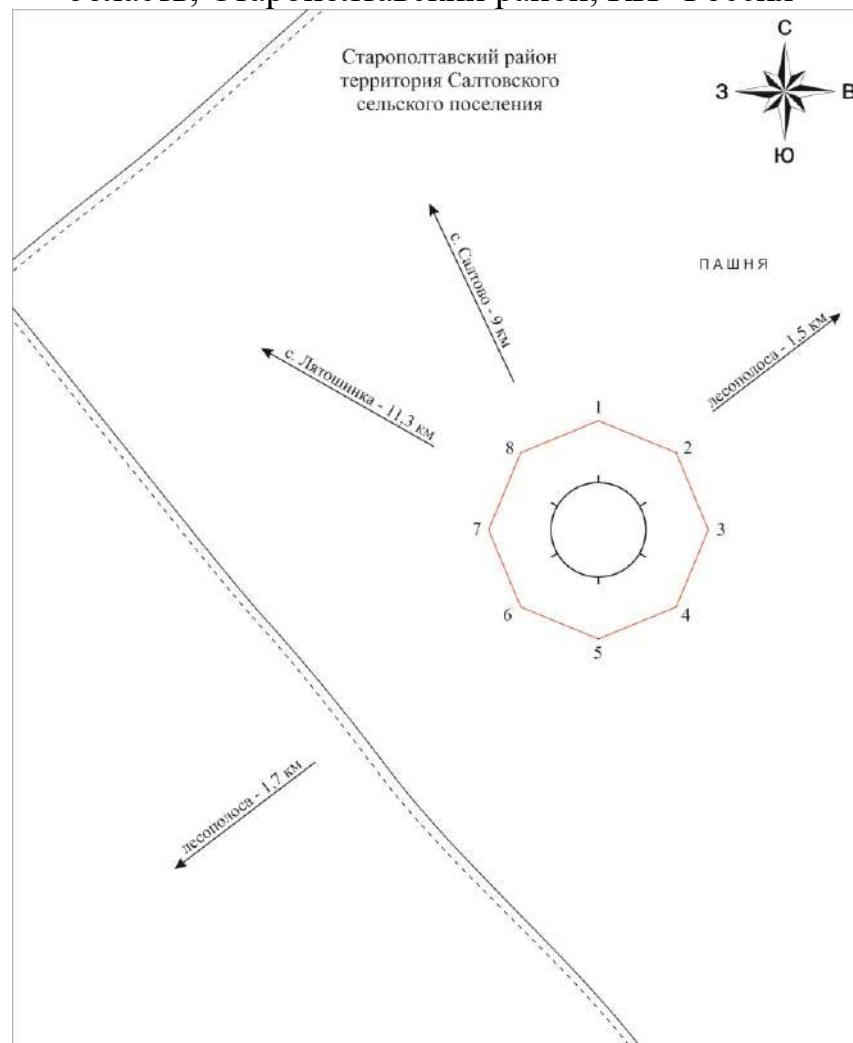 Старополтавский район
территория Салтовского
сельского поселения
С
З
В
Ю
с. Салтово - 9 км
ПАШНЯ
лесополоса - 1,5 км
с. Лятошинка - 11,3 км
1
8
2
7
3
6
4
5
лесополоса - 1,7 км